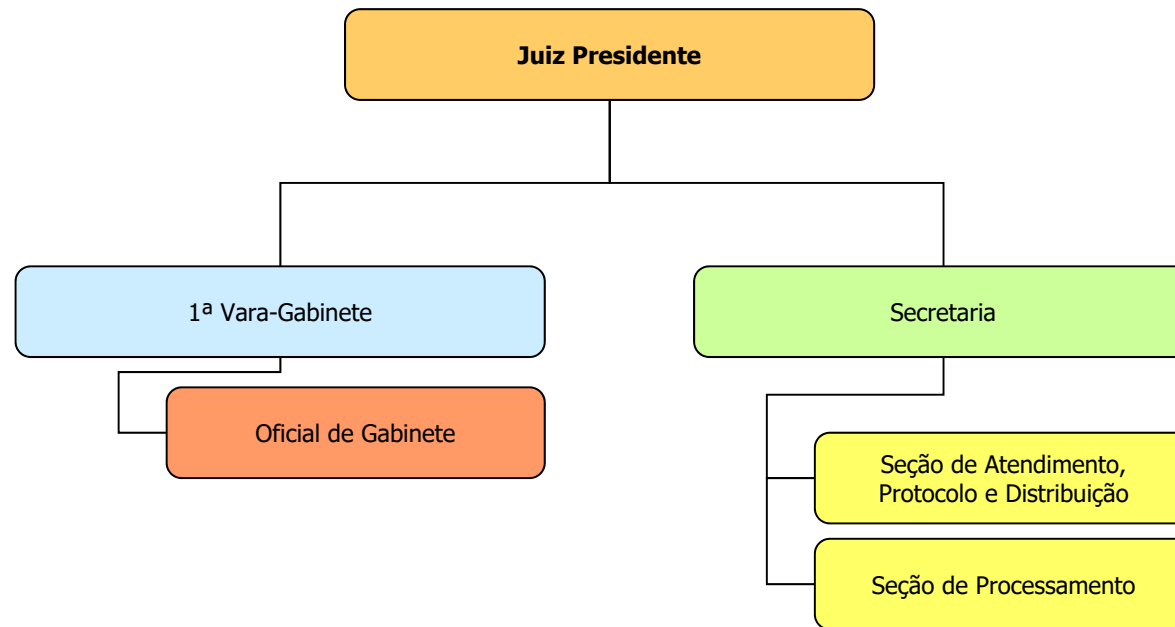 Juiz Presidente
1ª Vara-Gabinete
Secretaria
Oficial de Gabinete
Seção de Atendimento,
Protocolo e Distribuição
Seção de Processamento